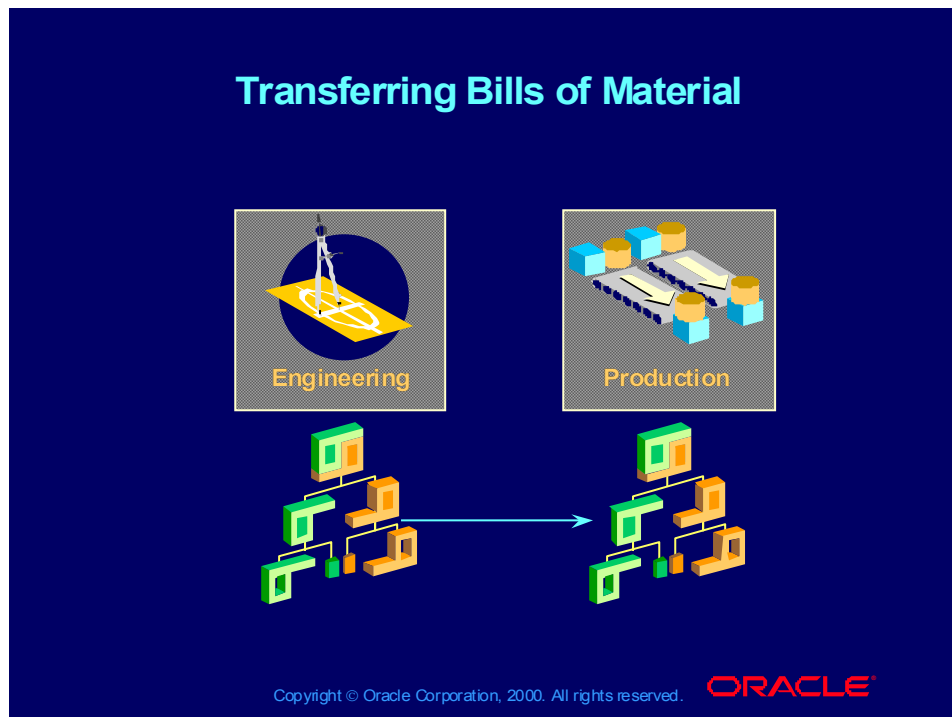 Transferring Bills of Material
Engineering
Production
Copyright © Oracle Corporation, 2000. All rights reserved.
ORACLE®